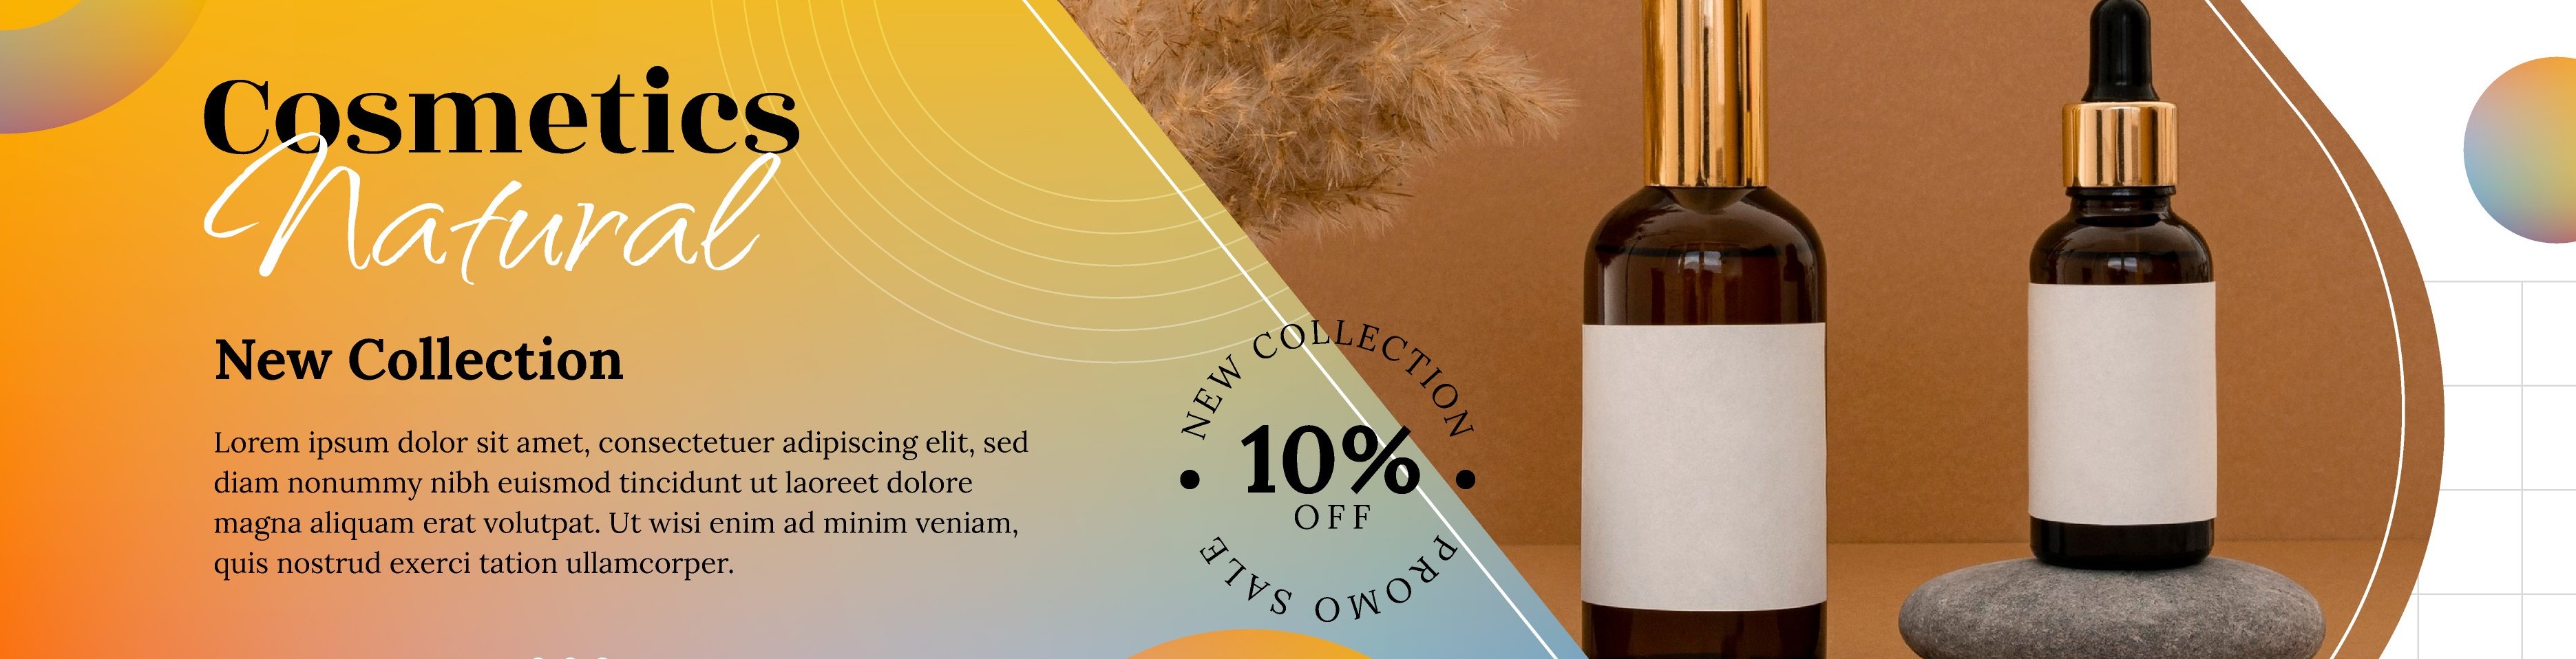 Cosmetics
Natural
New Collection
Lorem ipsum dolor sit amet, consectetuer adipiscing elit, sed
diam nonummy nibh euismod tincidunt ut laoreet dolore
magna aliquam erat volutpat. Ut wisi enim ad minim veniam,
quis nostrud exerci tation ullamcorper.
NEW COLLECTION
10%
OFF
PROMO SALE